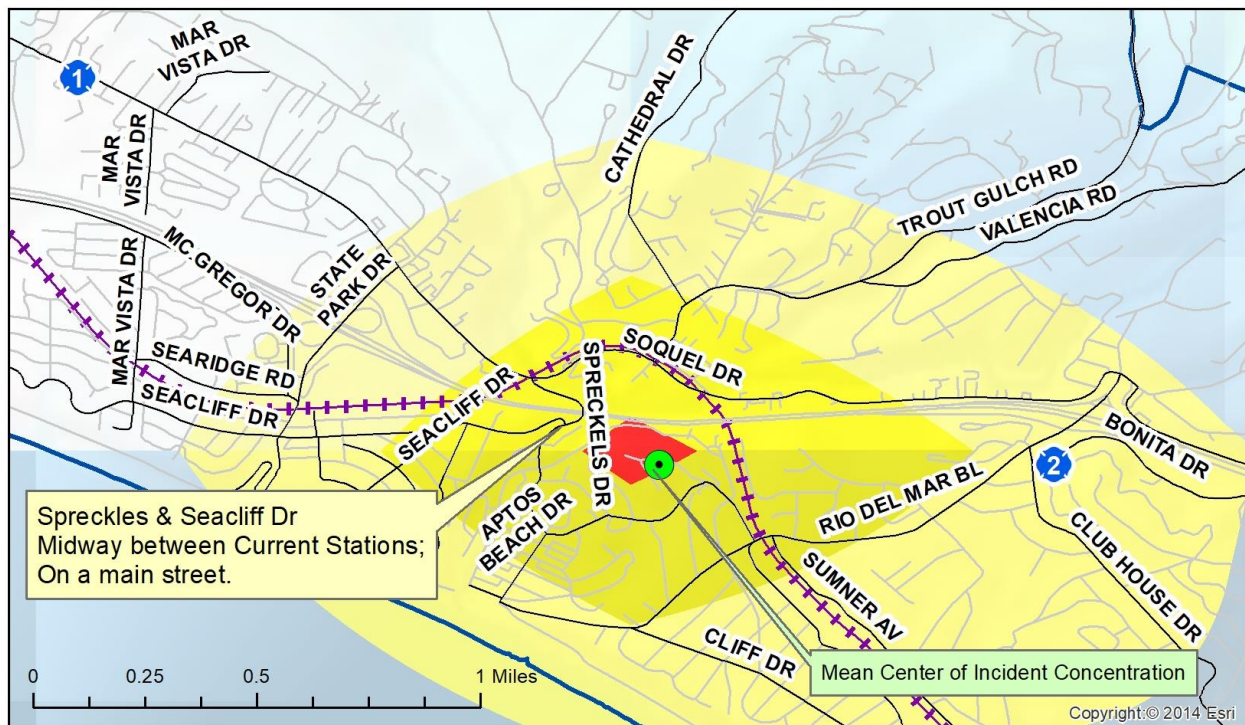 MAR
VISTA DR
1
CATHEDRAL DR
MAR
VISTA DR
TROUT GULCH RD
VALENCIA RD
MC GREGOR DR
STATE
PARK DR
MAR VISTA DR
SEARIDGE RD
SEACLIFF DR
SEACLIFF DR
SPRECKELS DR
SOQUEL DR
BONITA DR
2
RIO DEL MAR BL
APTOS
BEACH DR
CLUB HOUSE DR
SUMNER AV
CLIFF DR
Spreckles & Seacliff Dr
Midway between Current Stations;
On a main street.
Mean Center of Incident Concentration
0 0.25 0.5 1 Miles
Copyright:© 2014 Esri